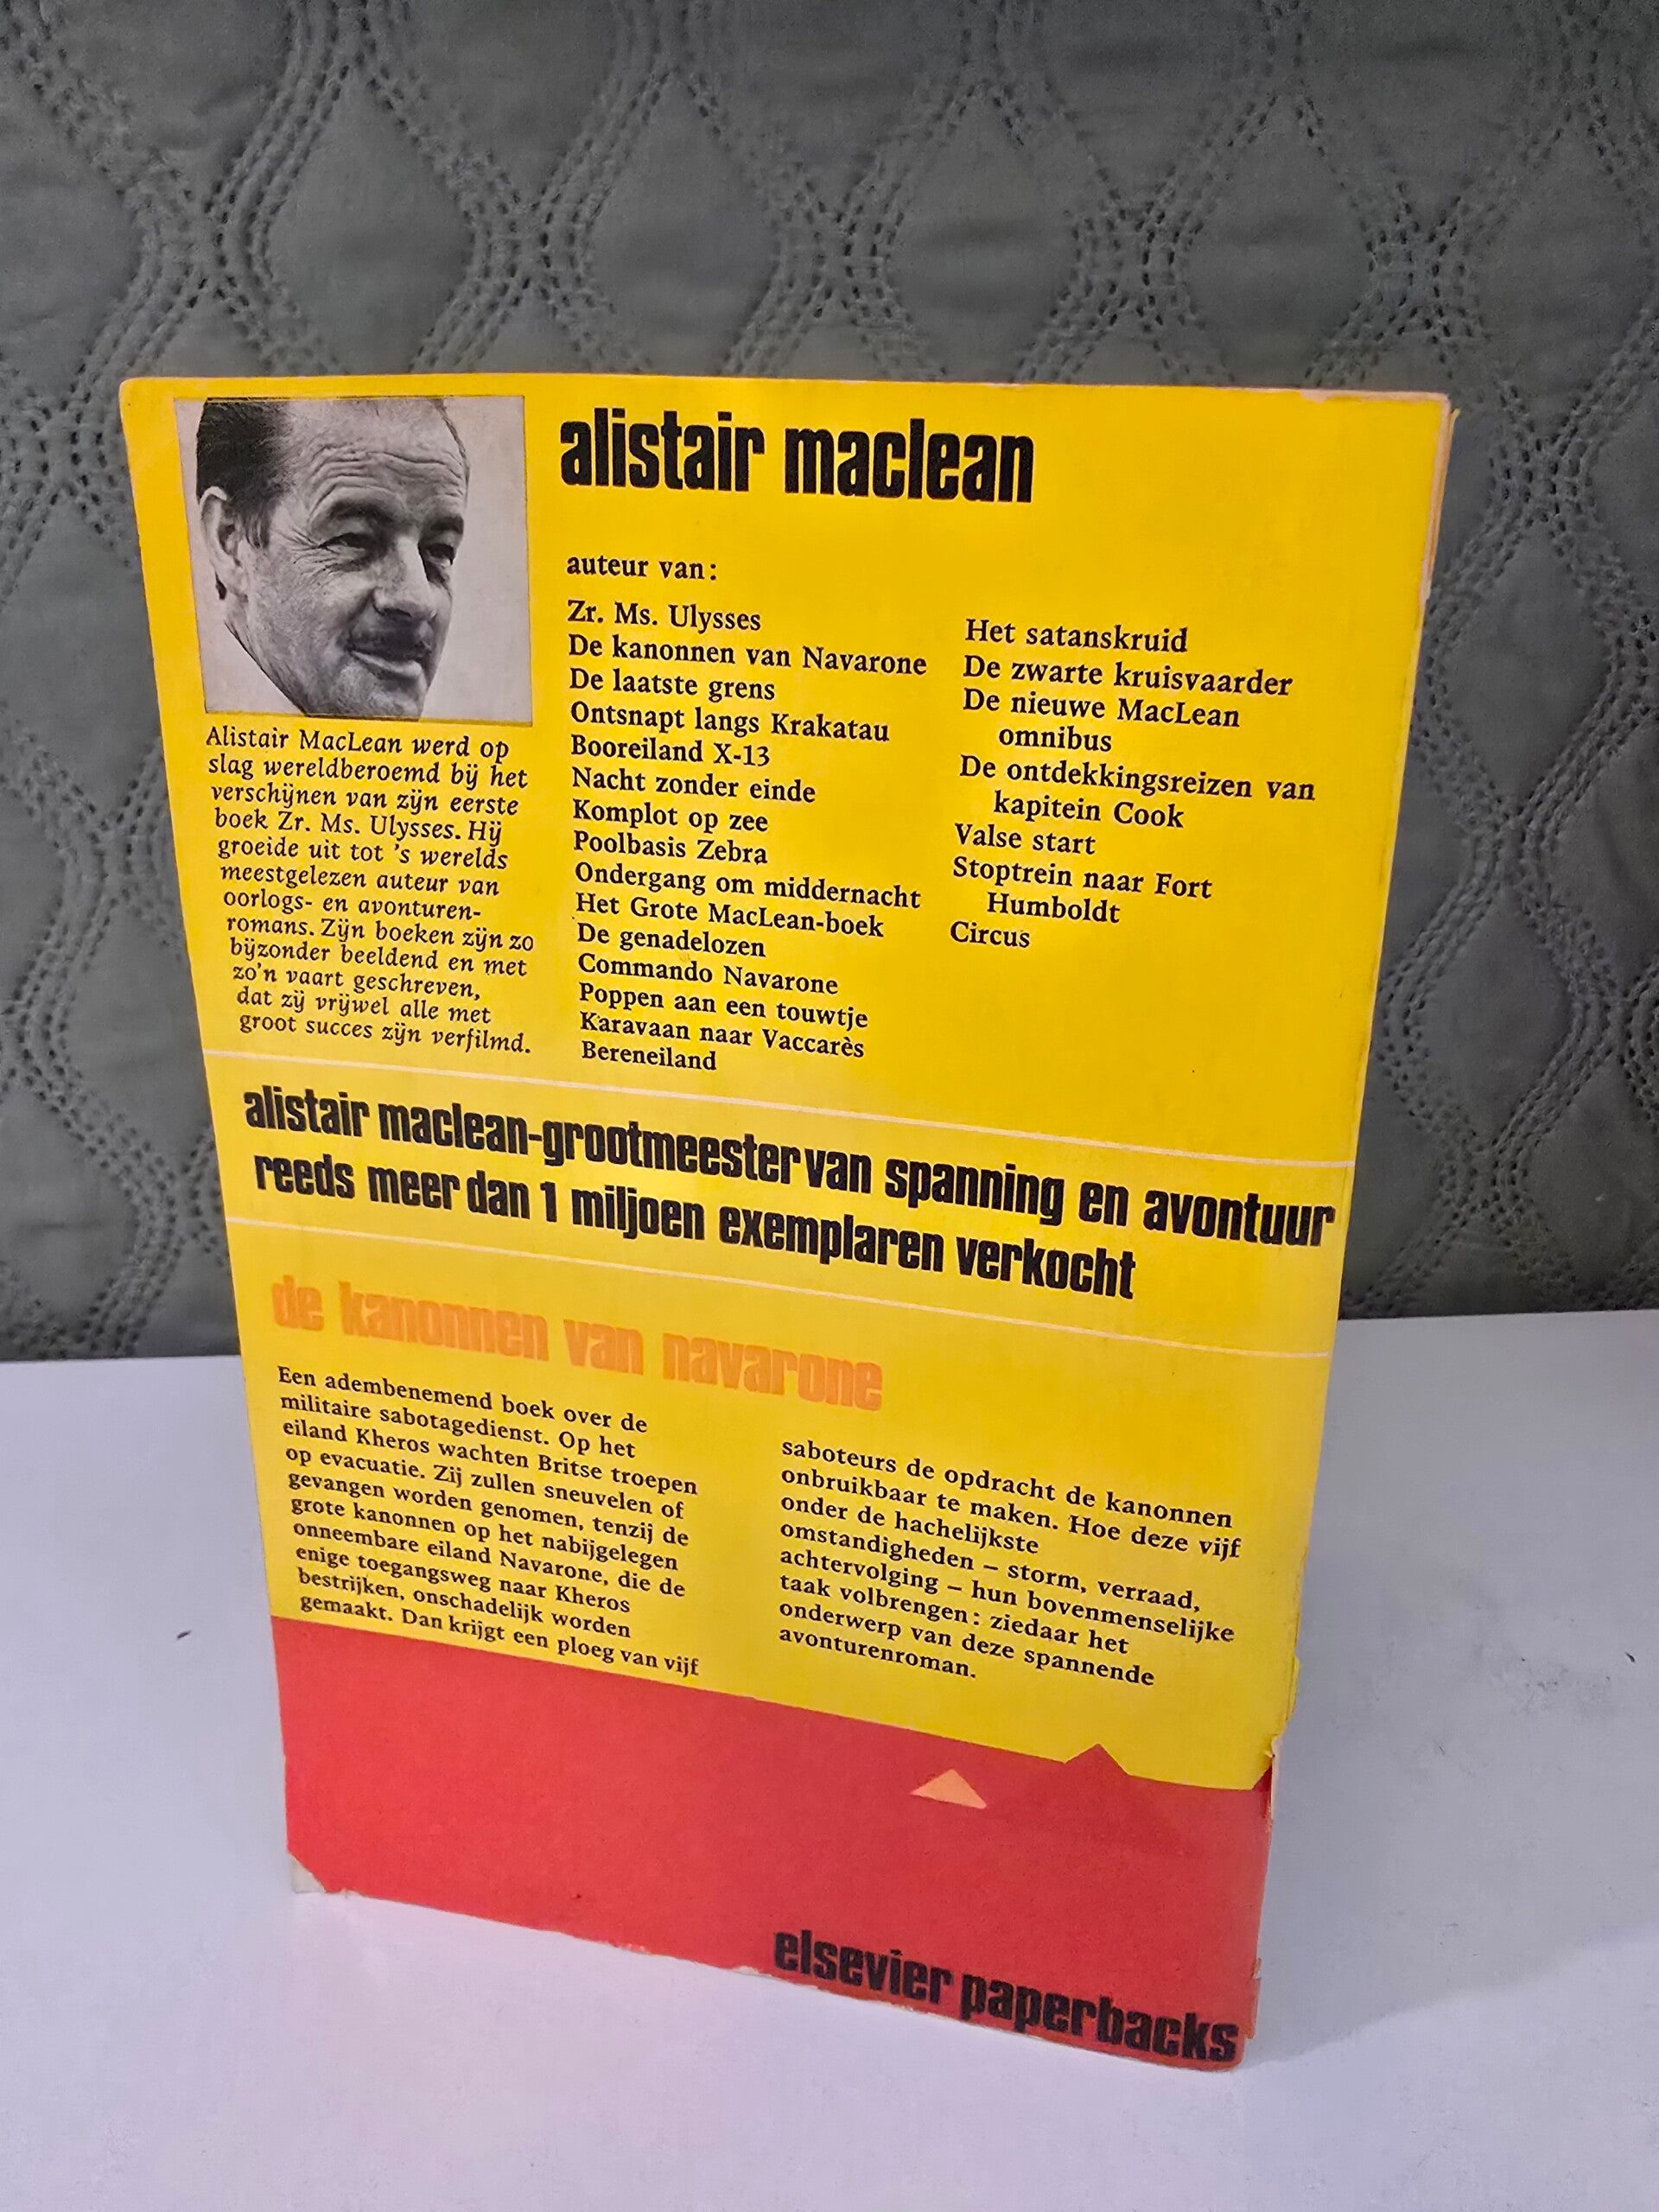 alistair maclean
auteur van:
Zr. Ms. Ulysses
De kanonnen van Navarone
De laatste grens
Ontsnapt langs Krakatau
Booreiland X-13
Nacht zonder einde
Komplot op zee
Poolbasis Zebra
Ondergang om middernacht
Het Grote MacLean-boek
De genadelozen
Commando Navarone
Poppen aan een touwtje
Karavaan naar Vaccarès
Bereneiland
Het satanskruid
De zwarte kruisvaarder
De nieuwe MacLean
omnibus
De ontdekkingsreizen van
kapitein Cook
Valse start
Stoptrein naar Fort
Humboldt
Circus
Alistair MacLean werd op
slag wereldberoemd bij het
verschijnen van zijn eerste
boek Zr. Ms. Ulysses. Hij
groeide uit tot 's werelds
meestgelezen auteur van
oorlogs- en avonturen-
romans. Zijn boeken zijn zo
bijzonder beeldend en met
zo'n vaart geschreven,
dat zij vrijwel alle met
groot succes zijn verfilmd.
alistair maclean-grootmeester van spanning en avontuur
reeds meer dan 1 miljoen exemplaren verkocht
de kanonnen van navarone
Een adembenemend boek over de
militaire sabotagedienst. Op het
eiland Kheros wachten Britse troepen
op evacuatie. Zij zullen sneuvelen of
gevangen worden genomen, tenzij de
grote kanonnen op het nabijgelegen
onneembare eiland Navarone, die de
enige toegangsweg naar Kheros
bestrijken, onschadelijk worden
gemaakt. Dan krijgt een ploeg van vijf
saboteurs de opdracht de kanonnen
onbruikbaar te maken. Hoe deze vijf
onder de hachelijkste
omstandigheden – storm, verraad,
achtervolging – hun bovenmenselijke
taak volbrengen: ziedaar het
onderwerp van deze spannende
avonturenroman.
elsevier paperbacks